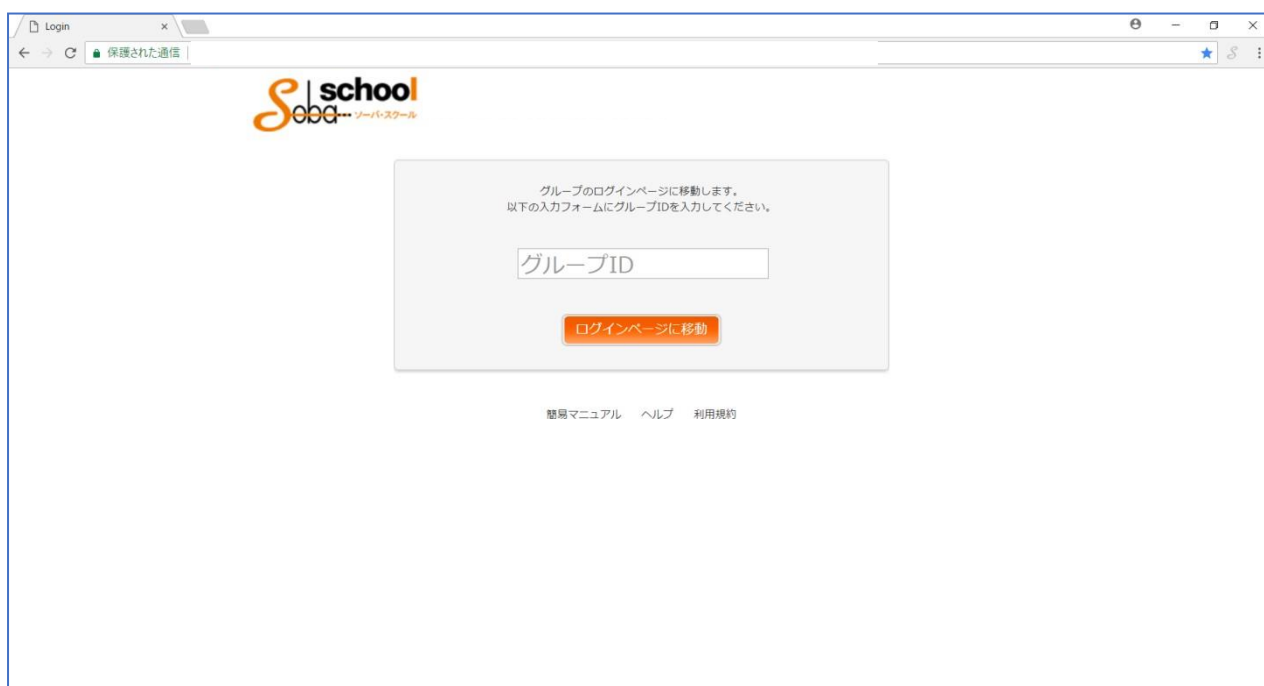 Login
保護された通信
Soba school
ソーバ・スクール
グループのログインページに移動します。
以下の入力フォームにグループIDを入力してください。
グループID
ログインページに移動
簡易マニュアル ヘルプ 利用規約